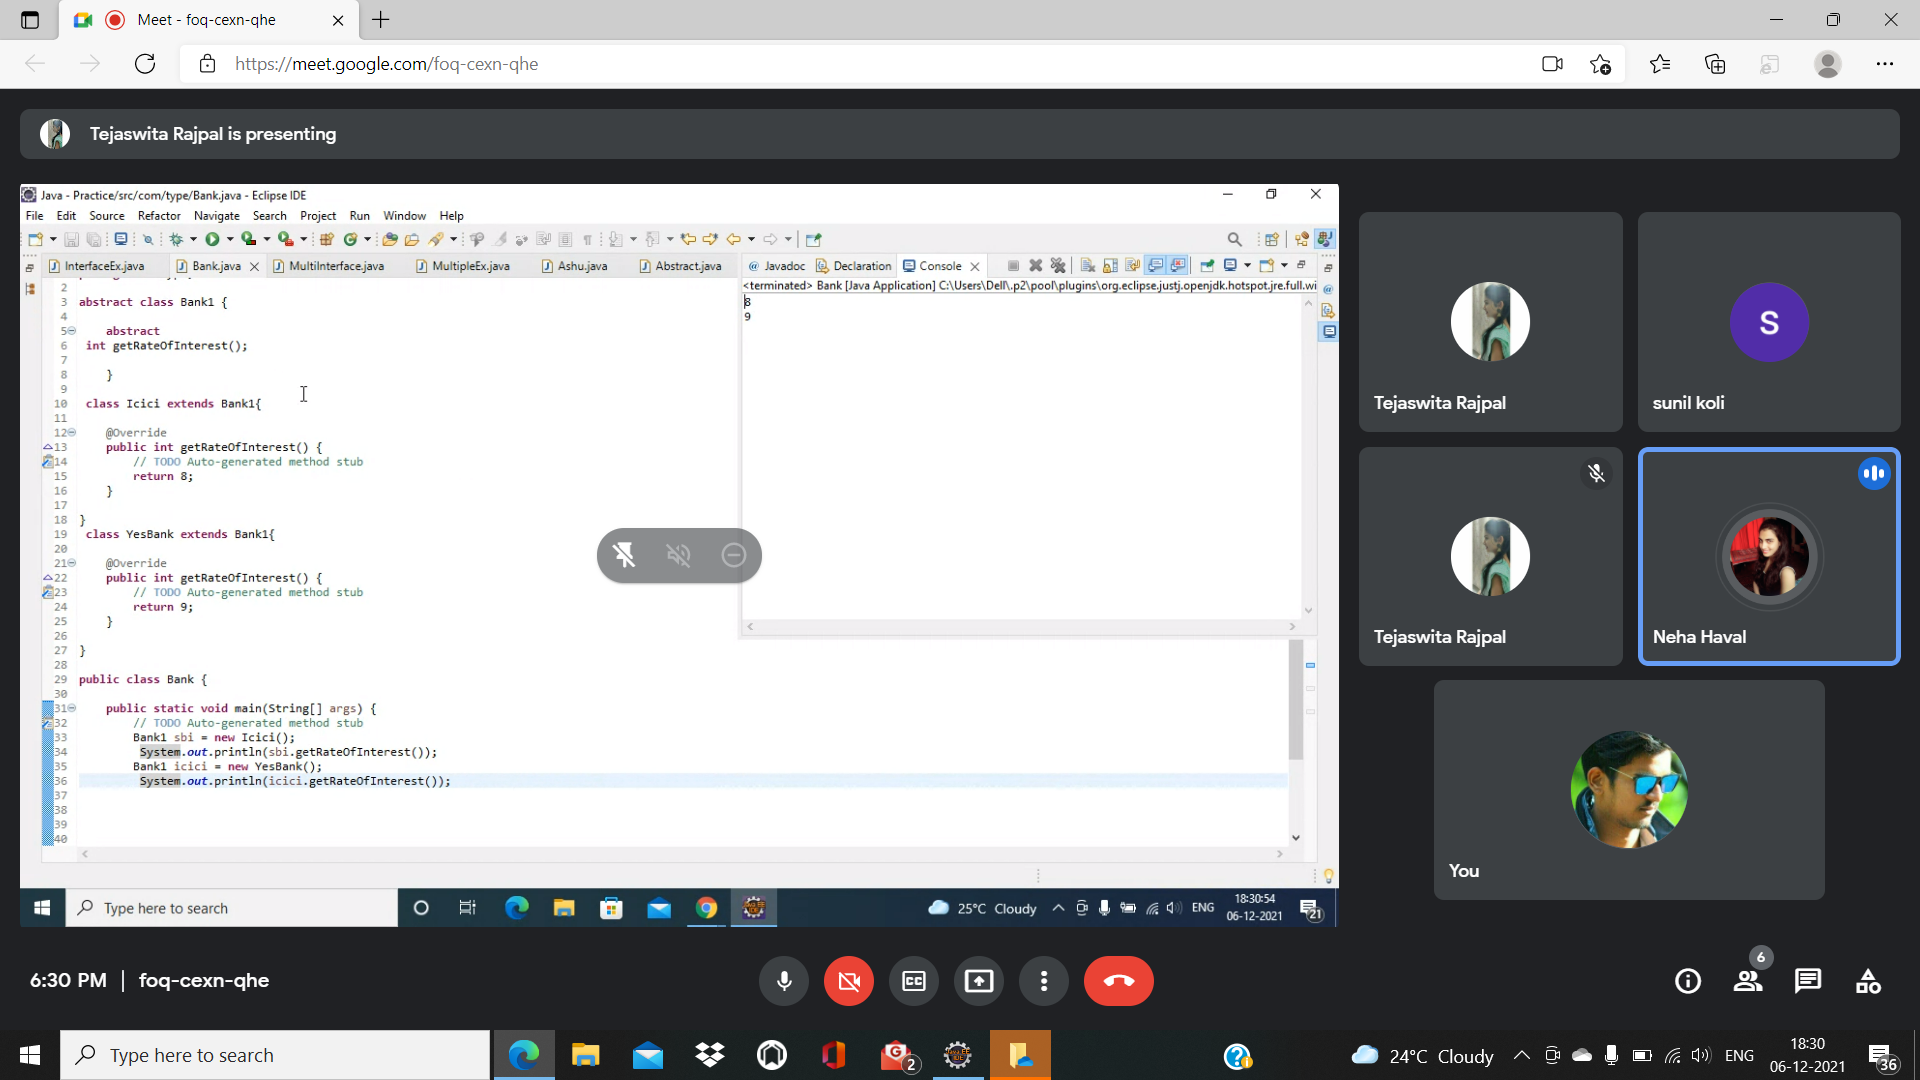 Meet - foq-cexn-qhe
https://meet.google.com/foq-cexn-qhe
Tejaswita Rajpal is presenting
Java - Practice/src/com/type/Bank.java - Eclipse IDE
File Edit Source Refactor Navigate Search Project Run Window Help
InterfaceEx.java Bank.java MultiInterface.java MultipleEx.java Ashu.java Abstract.java
@ Javadoc Declaration Console
<terminated> Bank [Java Application] C:\Users\Dell\.p2\pool\plugins\org.eclipse.justj.openjdk.hotspot.jre.full.wi
8
9
2
3 abstract class Bank1 {
4
5 abstract
6 int getRateOfInterest();
7
8 }
9
10 class Icici extends Bank1{
11
12 @Override
13 public int getRateOfInterest() {
14 // TODO Auto-generated method stub
15 return 8;
16 }
17
18 }
19 class YesBank extends Bank1{
20
21 @Override
22 public int getRateOfInterest() {
23 // TODO Auto-generated method stub
24 return 9;
25 }
26
27 }
28
29 public class Bank {
30
31 public static void main(String[] args) {
32 // TODO Auto-generated method stub
33 Bank1 sbi = new Icici();
34 System.out.println(sbi.getRateOfInterest());
35 Bank1 icici = new YesBank();
36 System.out.println(icici.getRateOfInterest());
37
38
39
40
Type here to search
25°C Cloudy
ENG
18:30:54
06-12-2021
21
Tejaswita Rajpal
S
sunil koli
Tejaswita Rajpal
Neha Haval
You
6:30 PM | foq-cexn-qhe
CC
6
Type here to search
2
24°C Cloudy
ENG
18:30
06-12-2021
36